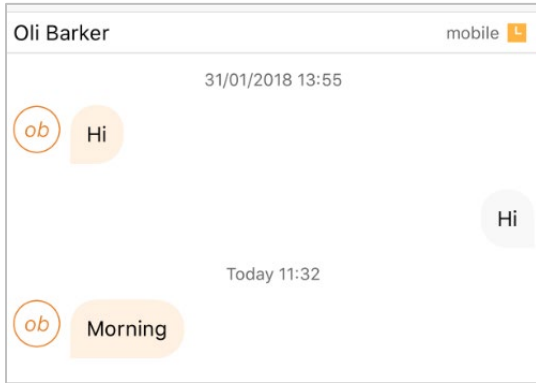 Oli Barker mobile
31/01/2018 13:55
ob Hi
Hi
Today 11:32
ob Morning